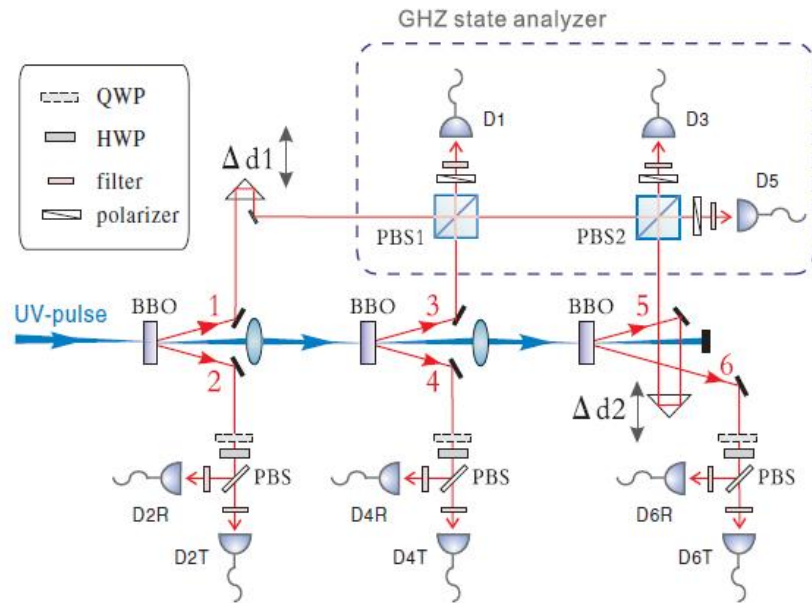 GHZ state analyzer
QWP
HWP
filter
polarizer
Δ d1
D1
D3
D5
PBS1
PBS2
UV-pulse
BBO
1
2
BBO
3
4
BBO
5
6
Δ d2
PBS
D2R
D2T
PBS
D4R
D4T
PBS
D6R
D6T